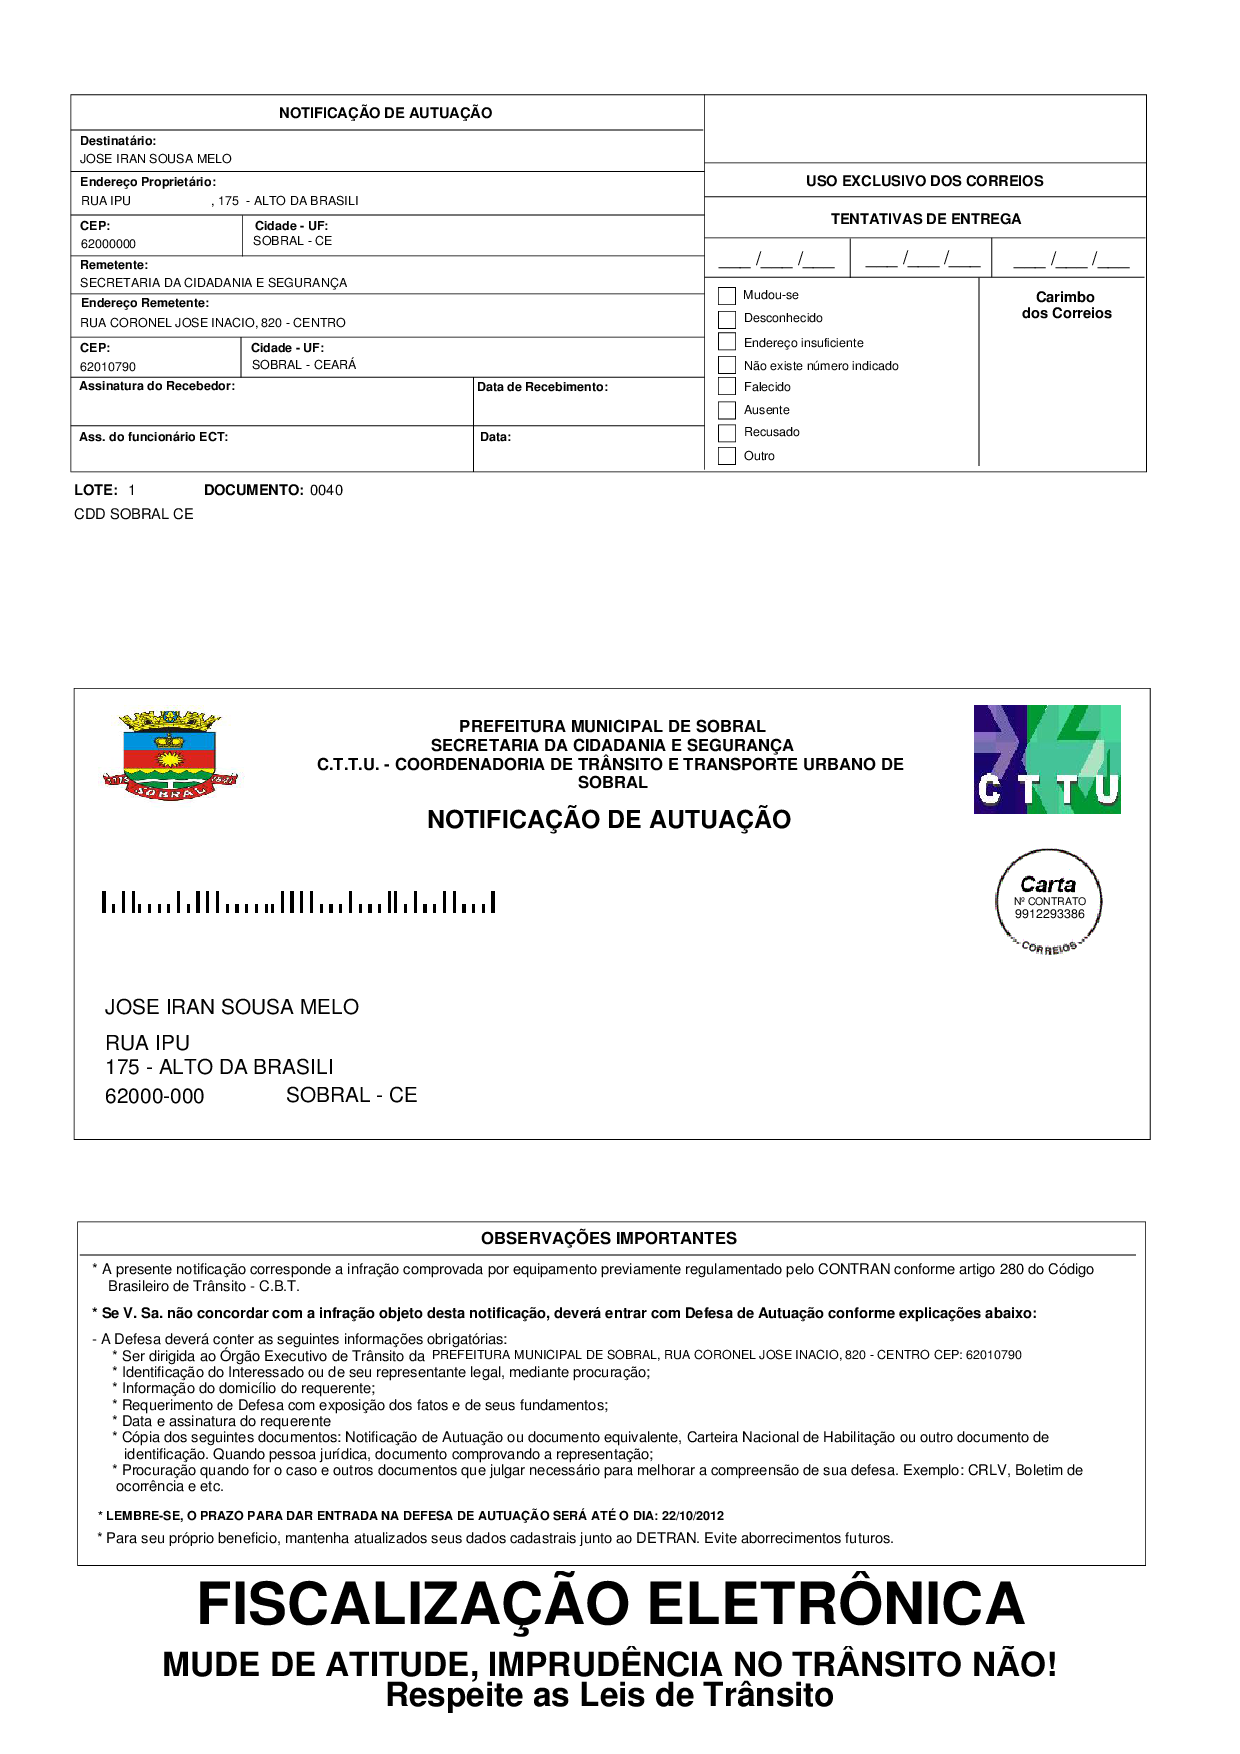 NOTIFICAÇÃO DE AUTUAÇÃO
Destinatário:
JOSE IRAN SOUSA MELO
Endereço Proprietário:
RUA IPU , 175 - ALTO DA BRASILI
CEP: Cidade - UF:
62000000 SOBRAL - CE
Remetente:
SECRETARIA DA CIDADANIA E SEGURANÇA
Endereço Remetente:
RUA CORONEL JOSE INACIO, 820 - CENTRO
CEP: Cidade - UF:
62010790 SOBRAL - CEARÁ
Assinatura do Recebedor: Data de Recebimento:
Ass. do funcionário ECT: Data:
USO EXCLUSIVO DOS CORREIOS
TENTATIVAS DE ENTREGA
___ /___ /___ ___ /___ /___ ___ /___ /___
Mudou-se
Desconhecido
Endereço insuficiente
Não existe número indicado
Falecido
Ausente
Recusado
Outro
Carimbo
dos Correios
LOTE: 1 DOCUMENTO: 0040
CDD SOBRAL CE
SOBRAL
PREFEITURA MUNICIPAL DE SOBRAL
SECRETARIA DA CIDADANIA E SEGURANÇA
C.T.T.U. - COORDENADORIA DE TRÂNSITO E TRANSPORTE URBANO DE
SOBRAL
NOTIFICAÇÃO DE AUTUAÇÃO
C T T U
Carta
Nº CONTRATO
9912293386
CORREIOS
JOSE IRAN SOUSA MELO
RUA IPU
175 - ALTO DA BRASILI
62000-000 SOBRAL - CE
OBSERVAÇÕES IMPORTANTES
* A presente notificação corresponde a infração comprovada por equipamento previamente regulamentado pelo CONTRAN conforme artigo 280 do Código
Brasileiro de Trânsito - C.B.T.
* Se V. Sa. não concordar com a infração objeto desta notificação, deverá entrar com Defesa de Autuação conforme explicações abaixo:
- A Defesa deverá conter as seguintes informações obrigatórias:
* Ser dirigida ao Órgão Executivo de Trânsito da PREFEITURA MUNICIPAL DE SOBRAL, RUA CORONEL JOSE INACIO, 820 - CENTRO CEP: 62010790
* Identificação do Interessado ou de seu representante legal, mediante procuração;
* Informação do domicílio do requerente;
* Requerimento de Defesa com exposição dos fatos e de seus fundamentos;
* Data e assinatura do requerente
* Cópia dos seguintes documentos: Notificação de Autuação ou documento equivalente, Carteira Nacional de Habilitação ou outro documento de
identificação. Quando pessoa jurídica, documento comprovando a representação;
* Procuração quando for o caso e outros documentos que julgar necessário para melhorar a compreensão de sua defesa. Exemplo: CRLV, Boletim de
ocorrência e etc.
* LEMBRE-SE, O PRAZO PARA DAR ENTRADA NA DEFESA DE AUTUAÇÃO SERÁ ATÉ O DIA: 22/10/2012
* Para seu próprio beneficio, mantenha atualizados seus dados cadastrais junto ao DETRAN. Evite aborrecimentos futuros.
FISCALIZAÇÃO ELETRÔNICA
MUDE DE ATITUDE, IMPRUDÊNCIA NO TRÂNSITO NÃO!
Respeite as Leis de Trânsito